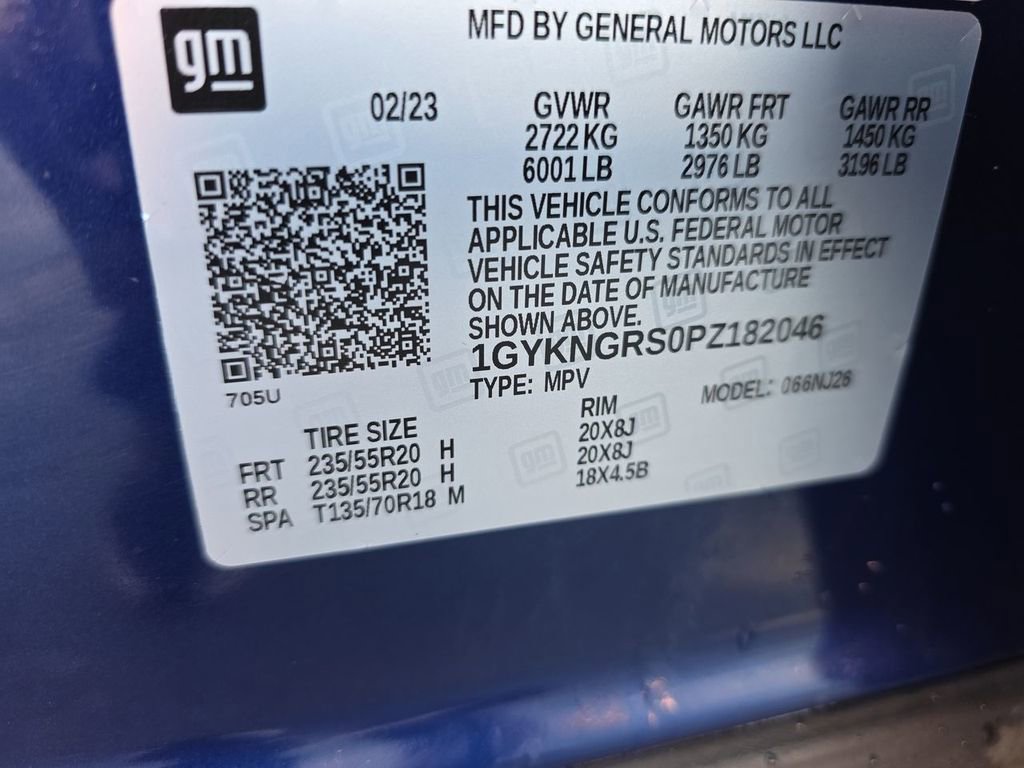 gm
MFD BY GENERAL MOTORS LLC
02/23 GVWR GAWR FRT GAWR RR
2722 KG 1350 KG 1450 KG
6001 LB 2976 LB 3196 LB
THIS VEHICLE CONFORMS TO ALL
APPLICABLE U.S. FEDERAL MOTOR
VEHICLE SAFETY STANDARDS IN EFFECT
ON THE DATE OF MANUFACTURE
SHOWN ABOVE.
1GYKNGRS0PZ182046
TYPE: MPV MODEL: 066NJ26
705U
TIRE SIZE RIM
FRT 235/55R20 H 20X8J
RR 235/55R20 H 20X8J
SPA T135/70R18 M 18X4.5B